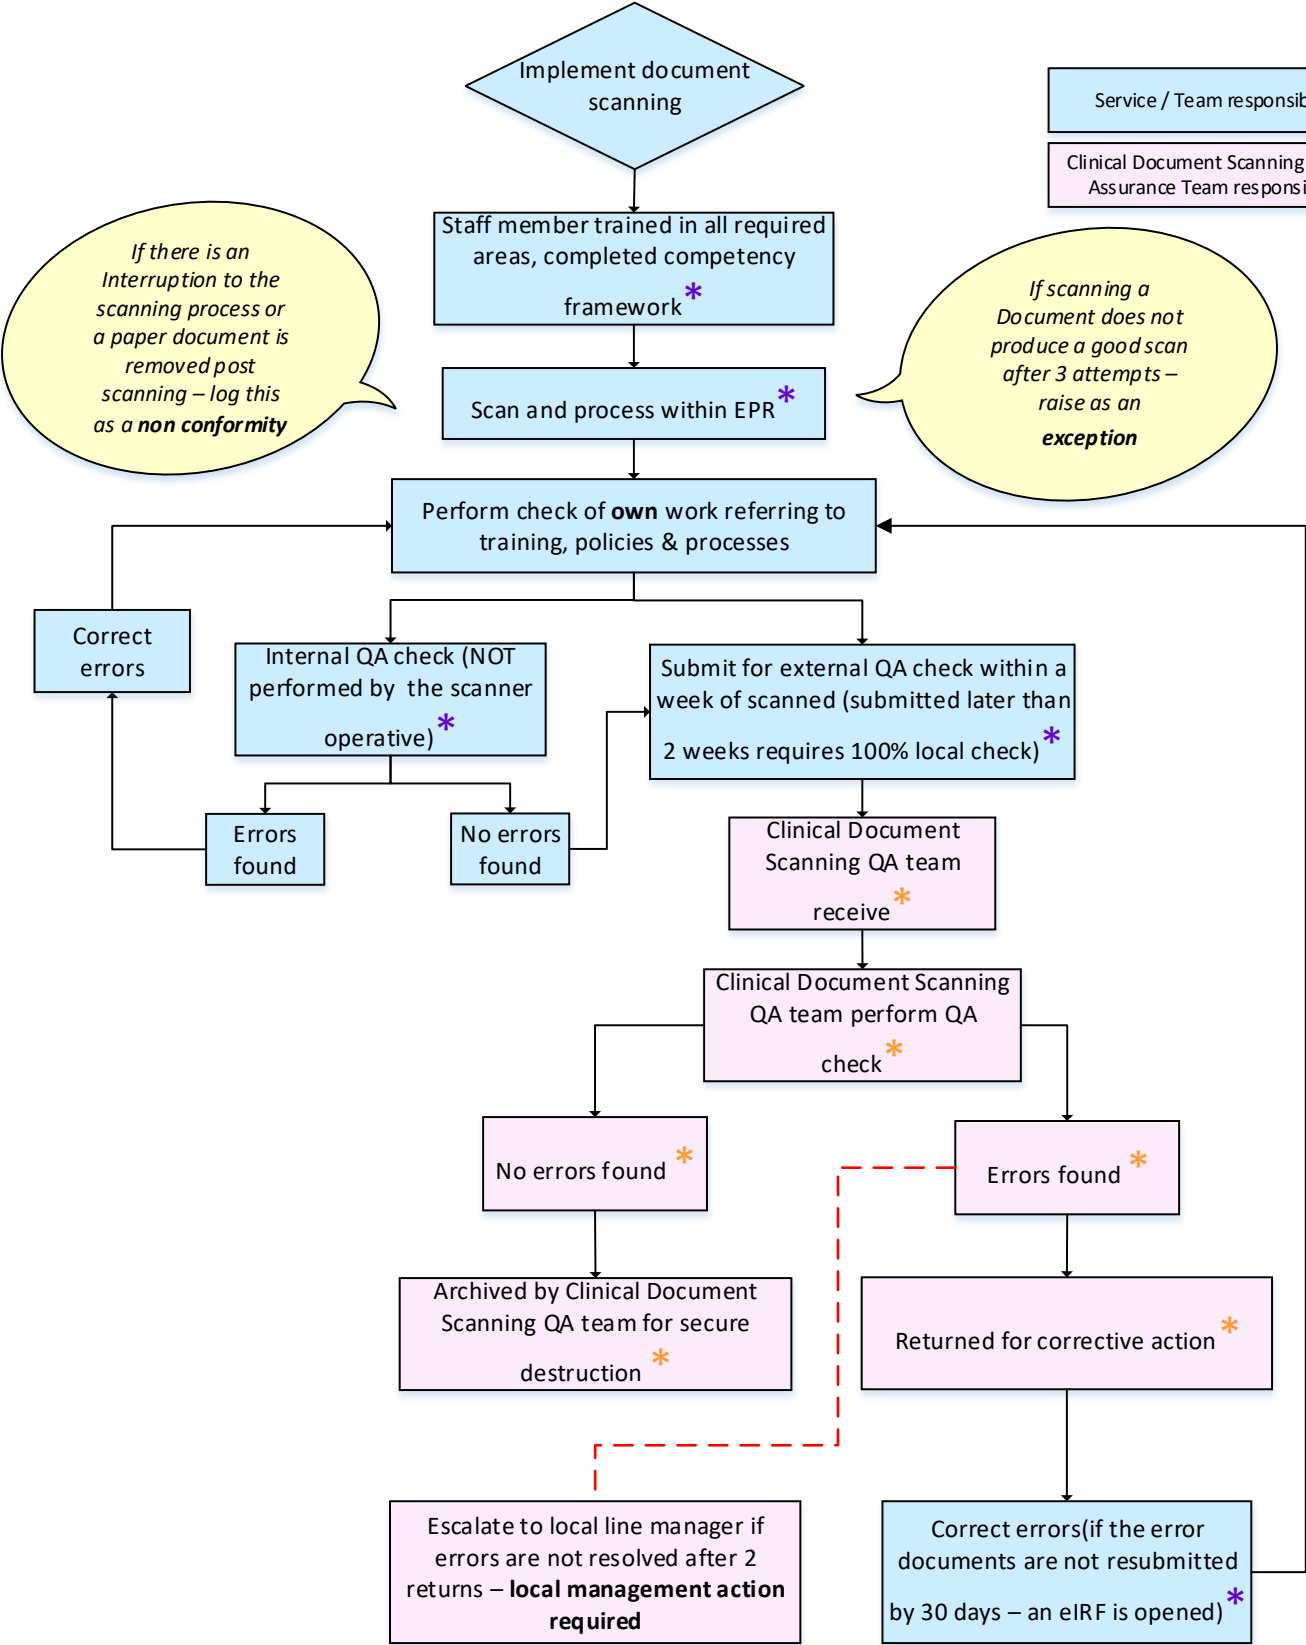 Implement document
scanning
Service / Team
Clinical Document Scanning
Assurance Team
Staff member trained in all required
areas, completed competency
framework*
If there is an
Interruption to the
scanning process or
a paper document is
removed post
scanning – log this
as a non conformity
If scanning a
Document does not
produce a good scan
after 3 attempts –
raise as an
exception
Scan and process within EPR*
Perform check of own work referring to
training, policies & processes
Correct
errors
Internal QA check (NOT
performed by the scanner
operative)*
Submit for external QA check within a
week of scanned (submitted later than
2 weeks requires 100% local check)*
Errors
found
No errors
found
Clinical Document
Scanning QA team
receive*
Clinical Document Scanning
QA team perform QA
check*
No errors found*
Errors found*
Archived by Clinical Document
Scanning QA team for secure
destruction*
Returned for corrective action*
Escalate to local line manager if
errors are not resolved after 2
returns – local management action
required
Correct errors(if the error
documents are not resubmitted
by 30 days – an eIRF is opened)*